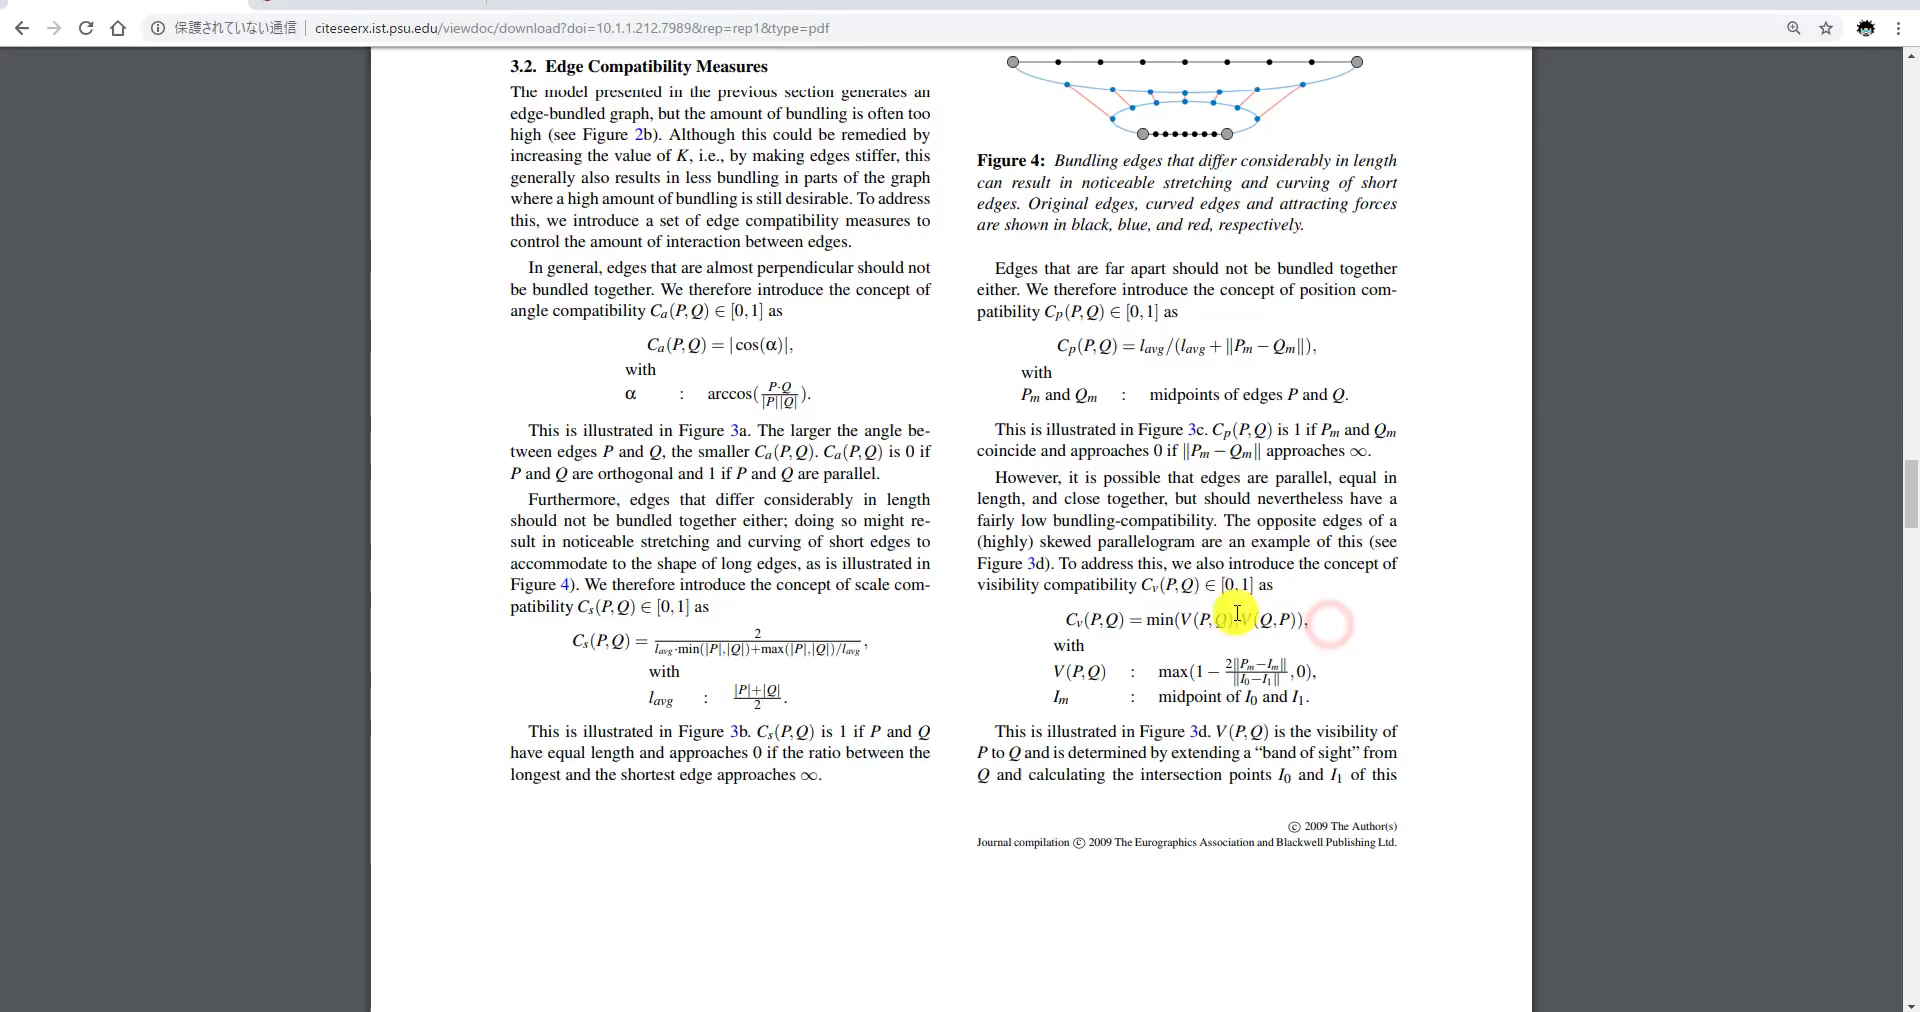 保護されていない通信 | citeseerx.ist.psu.edu/viewdoc/download?doi=10.1.1.212.7989&rep=rep1&type=pdf
3.2. Edge Compatibility Measures
The model presented in the previous section generates an
edge-bundled graph, but the amount of bundling is often too
high (see Figure 2b). Although this could be remedied by
increasing the value of K, i.e., by making edges stiffer, this
generally also results in less bundling in parts of the graph
where a high amount of bundling is still desirable. To address
this, we introduce a set of edge compatibility measures to
control the amount of interaction between edges.
In general, edges that are almost perpendicular should not
be bundled together. We therefore introduce the concept of
angle compatibility Ca(P,Q) ∈ [0,1] as
Ca(P,Q) = |cos(α)|,
with
α : arccos(P·Q/|P||Q|).
This is illustrated in Figure 3a. The larger the angle be-
tween edges P and Q, the smaller Ca(P,Q). Ca(P,Q) is 0 if
P and Q are orthogonal and 1 if P and Q are parallel.
Furthermore, edges that differ considerably in length
should not be bundled together either; doing so might re-
sult in noticeable stretching and curving of short edges to
accommodate to the shape of long edges, as is illustrated in
Figure 4). We therefore introduce the concept of scale com-
patibility Cs(P,Q) ∈ [0,1] as
Cs(P,Q) = 2/(lavg·min(|P|,|Q|)+max(|P|,|Q|)/lavg),
with
lavg : |P|+|Q|/2.
This is illustrated in Figure 3b. Cs(P,Q) is 1 if P and Q
have equal length and approaches 0 if the ratio between the
longest and the shortest edge approaches ∞.
Figure 4: Bundling edges that differ considerably in length
can result in noticeable stretching and curving of short
edges. Original edges, curved edges and attracting forces
are shown in black, blue, and red, respectively.
Edges that are far apart should not be bundled together
either. We therefore introduce the concept of position com-
patibility Cp(P,Q) ∈ [0,1] as
Cp(P,Q) = lavg/(lavg + ‖Pm − Qm‖),
with
Pm and Qm : midpoints of edges P and Q.
This is illustrated in Figure 3c. Cp(P,Q) is 1 if Pm and Qm
coincide and approaches 0 if ‖Pm − Qm‖ approaches ∞.
However, it is possible that edges are parallel, equal in
length, and close together, but should nevertheless have a
fairly low bundling-compatibility. The opposite edges of a
(highly) skewed parallelogram are an example of this (see
Figure 3d). To address this, we also introduce the concept of
visibility compatibility Cv(P,Q) ∈ [0,1] as
Cv(P,Q) = min(V(P,Q),V(Q,P)),
with
V(P,Q) : max(1 − 2‖Pm−Im‖/‖I0−I1‖,0),
Im : midpoint of I0 and I1.
This is illustrated in Figure 3d. V(P,Q) is the visibility of
P to Q and is determined by extending a “band of sight” from
Q and calculating the intersection points I0 and I1 of this
© 2009 The Author(s)
Journal compilation © 2009 The Eurographics Association and Blackwell Publishing Ltd.